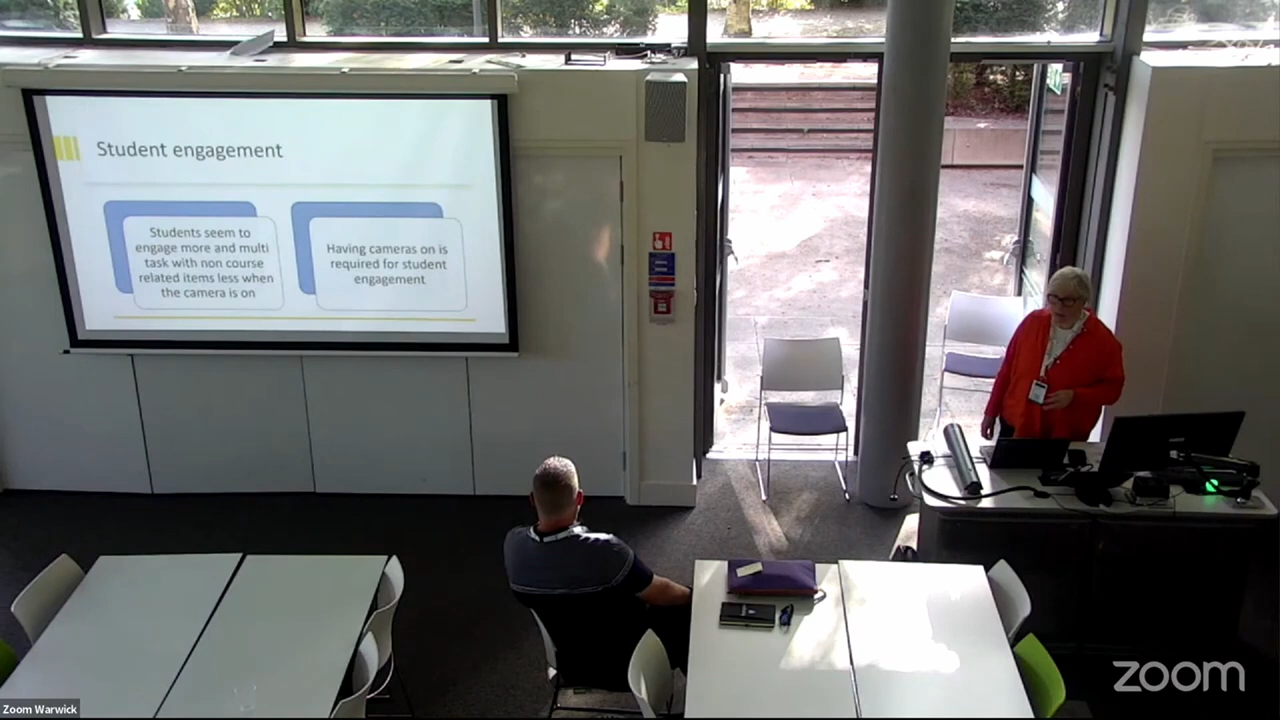 Student engagement
Students seem to
engage more and multi
task with non course
related items less when
the camera is on
Having cameras on is
required for student
engagement
zoom
Zoom Warwick